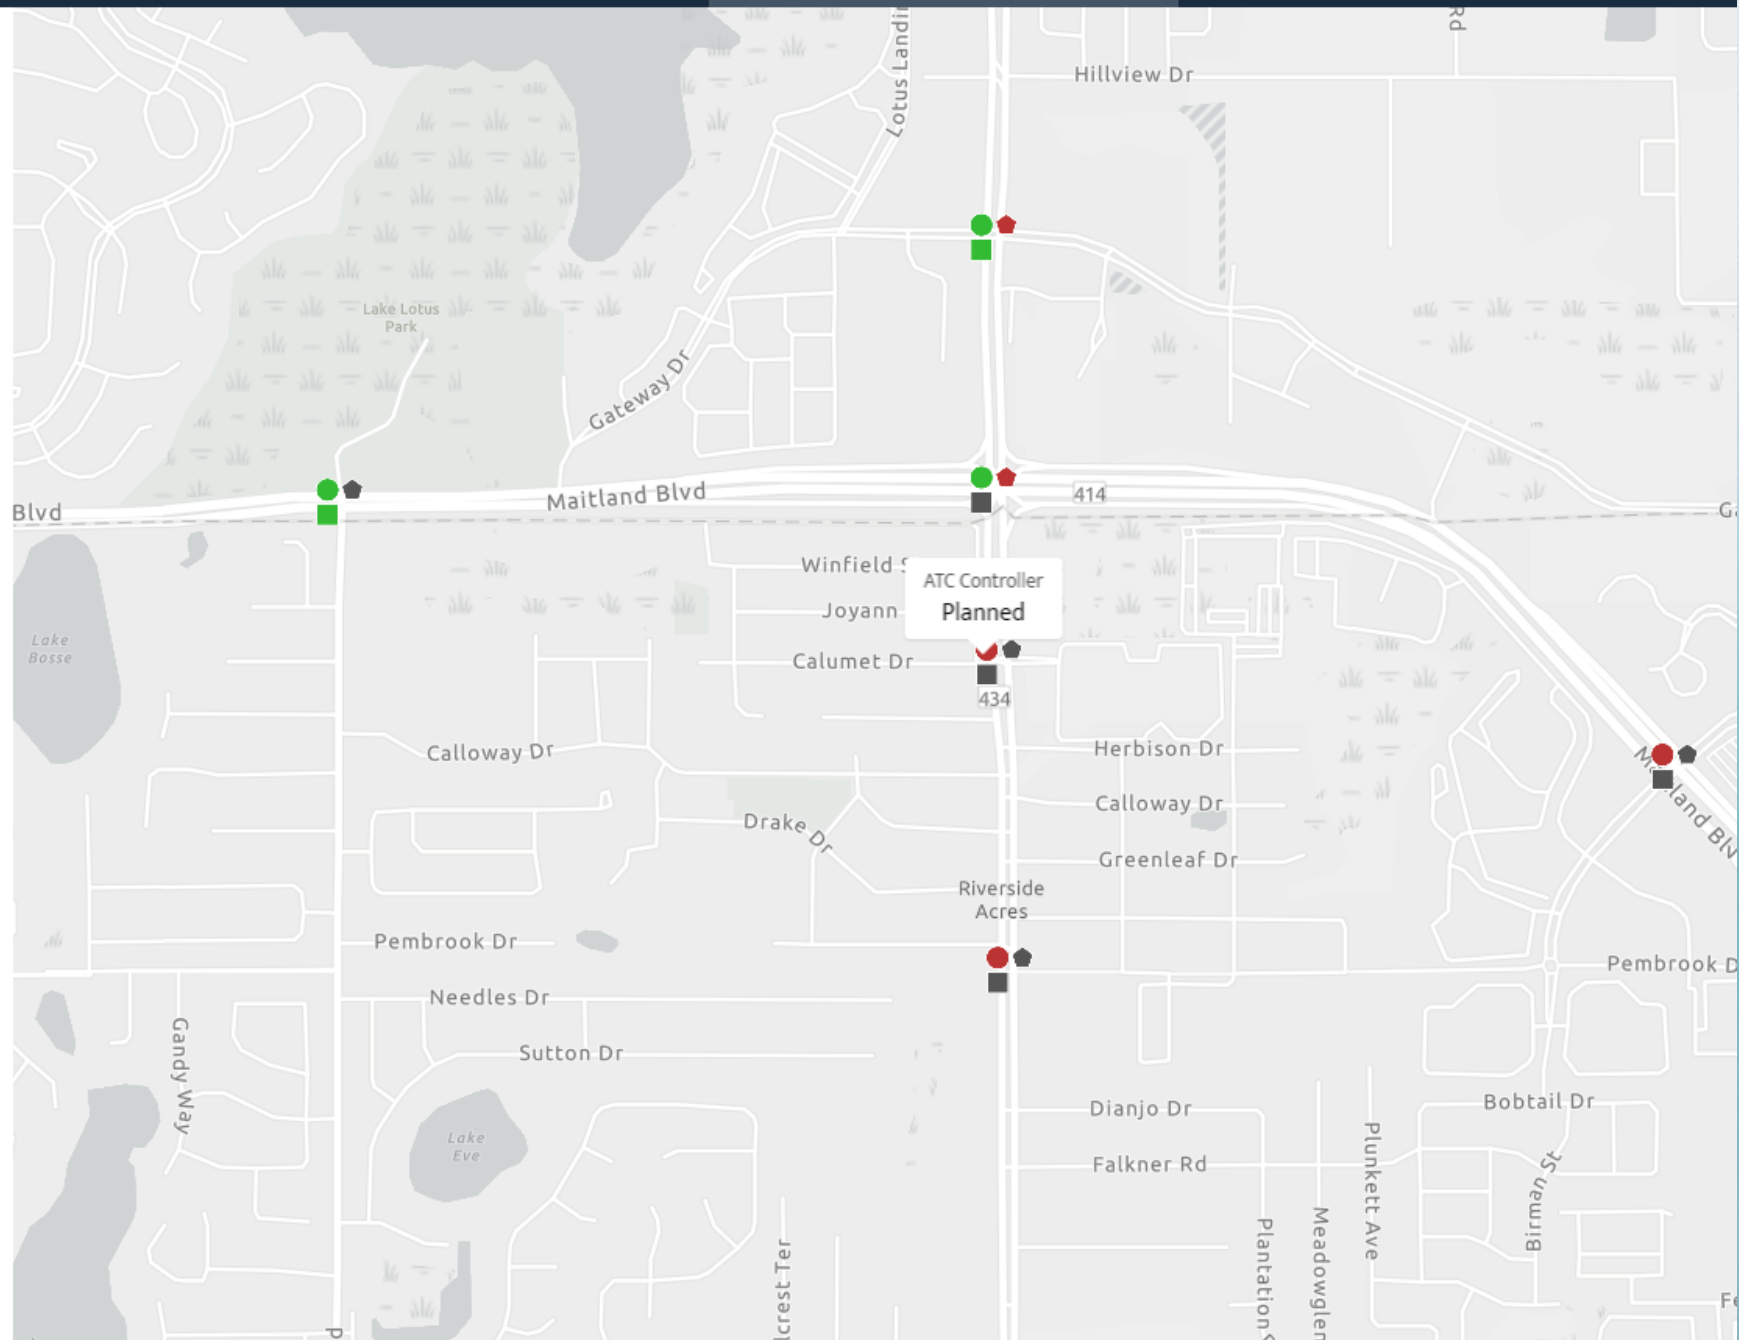 Rd
Hillview Dr
Lake Lotus
Park
Gateway Dr
Maitland Blvd
414
Blvd
Winfield
ATC Controller
Planned
Joyann
Calumet Dr
Lake
Bosse
434
Calloway Dr
Herbison Dr
Calloway Dr
Drake Dr
Greenleaf Dr
Riverside
Acres
Pembrook Dr
Pembrook D
Needles Dr
Gandy Way
Sutton Dr
Lake
Eve
Dianjo Dr
Bobtail Dr
Falkner Rd
Plunkett Ave
Birman St
Plantation
Meadowglen
lcrest Ter